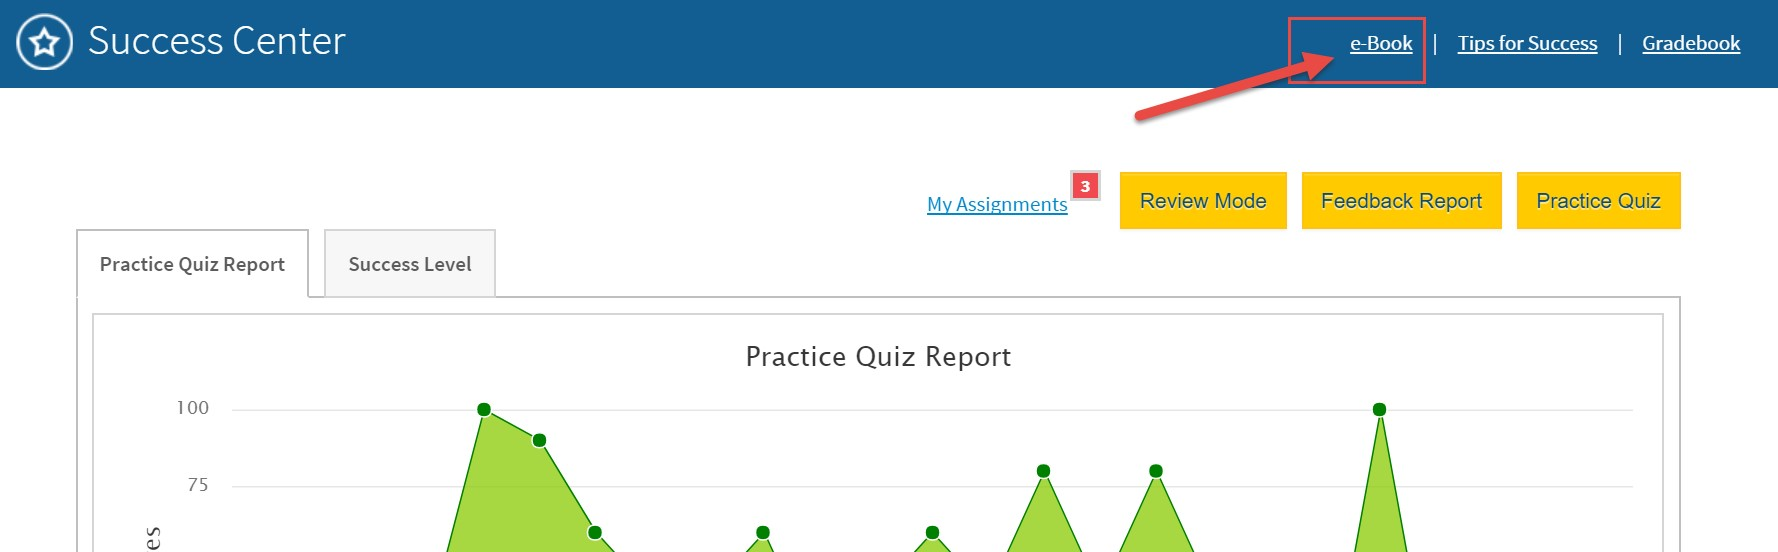 Success Center
e-Book | Tips for Success | Gradebook
My Assignments 3 Review Mode Feedback Report Practice Quiz
Practice Quiz Report Success Level
Practice Quiz Report
100
75